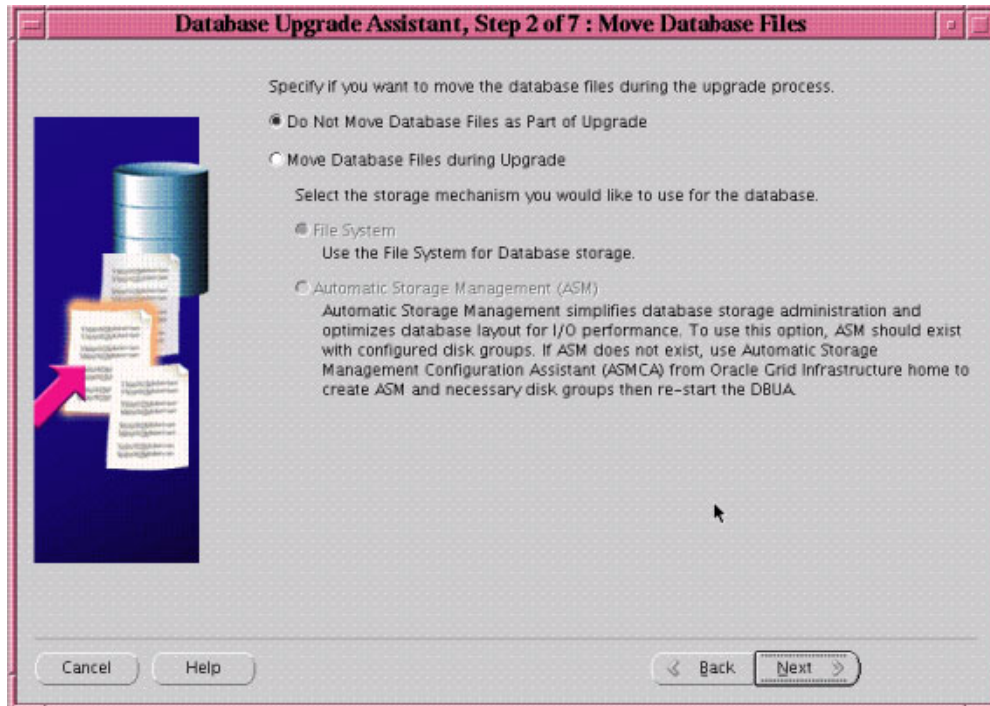 Database Upgrade Assistant, Step 2 of 7 : Move Database Files
Specify if you want to move the database files during the upgrade process.
Do Not Move Database Files as Part of Upgrade
Move Database Files during Upgrade
Select the storage mechanism you would like to use for the database.
File System
Use the File System for Database storage.
Automatic Storage Management (ASM)
Automatic Storage Management simplifies database storage administration and
optimizes database layout for I/O performance. To use this option, ASM should exist
with configured disk groups. If ASM does not exist, use Automatic Storage
Management Configuration Assistant (ASMCA) from Oracle Grid Infrastructure home to
create ASM and necessary disk groups then re-start the DBUA.
Cancel
Help
Back
Next